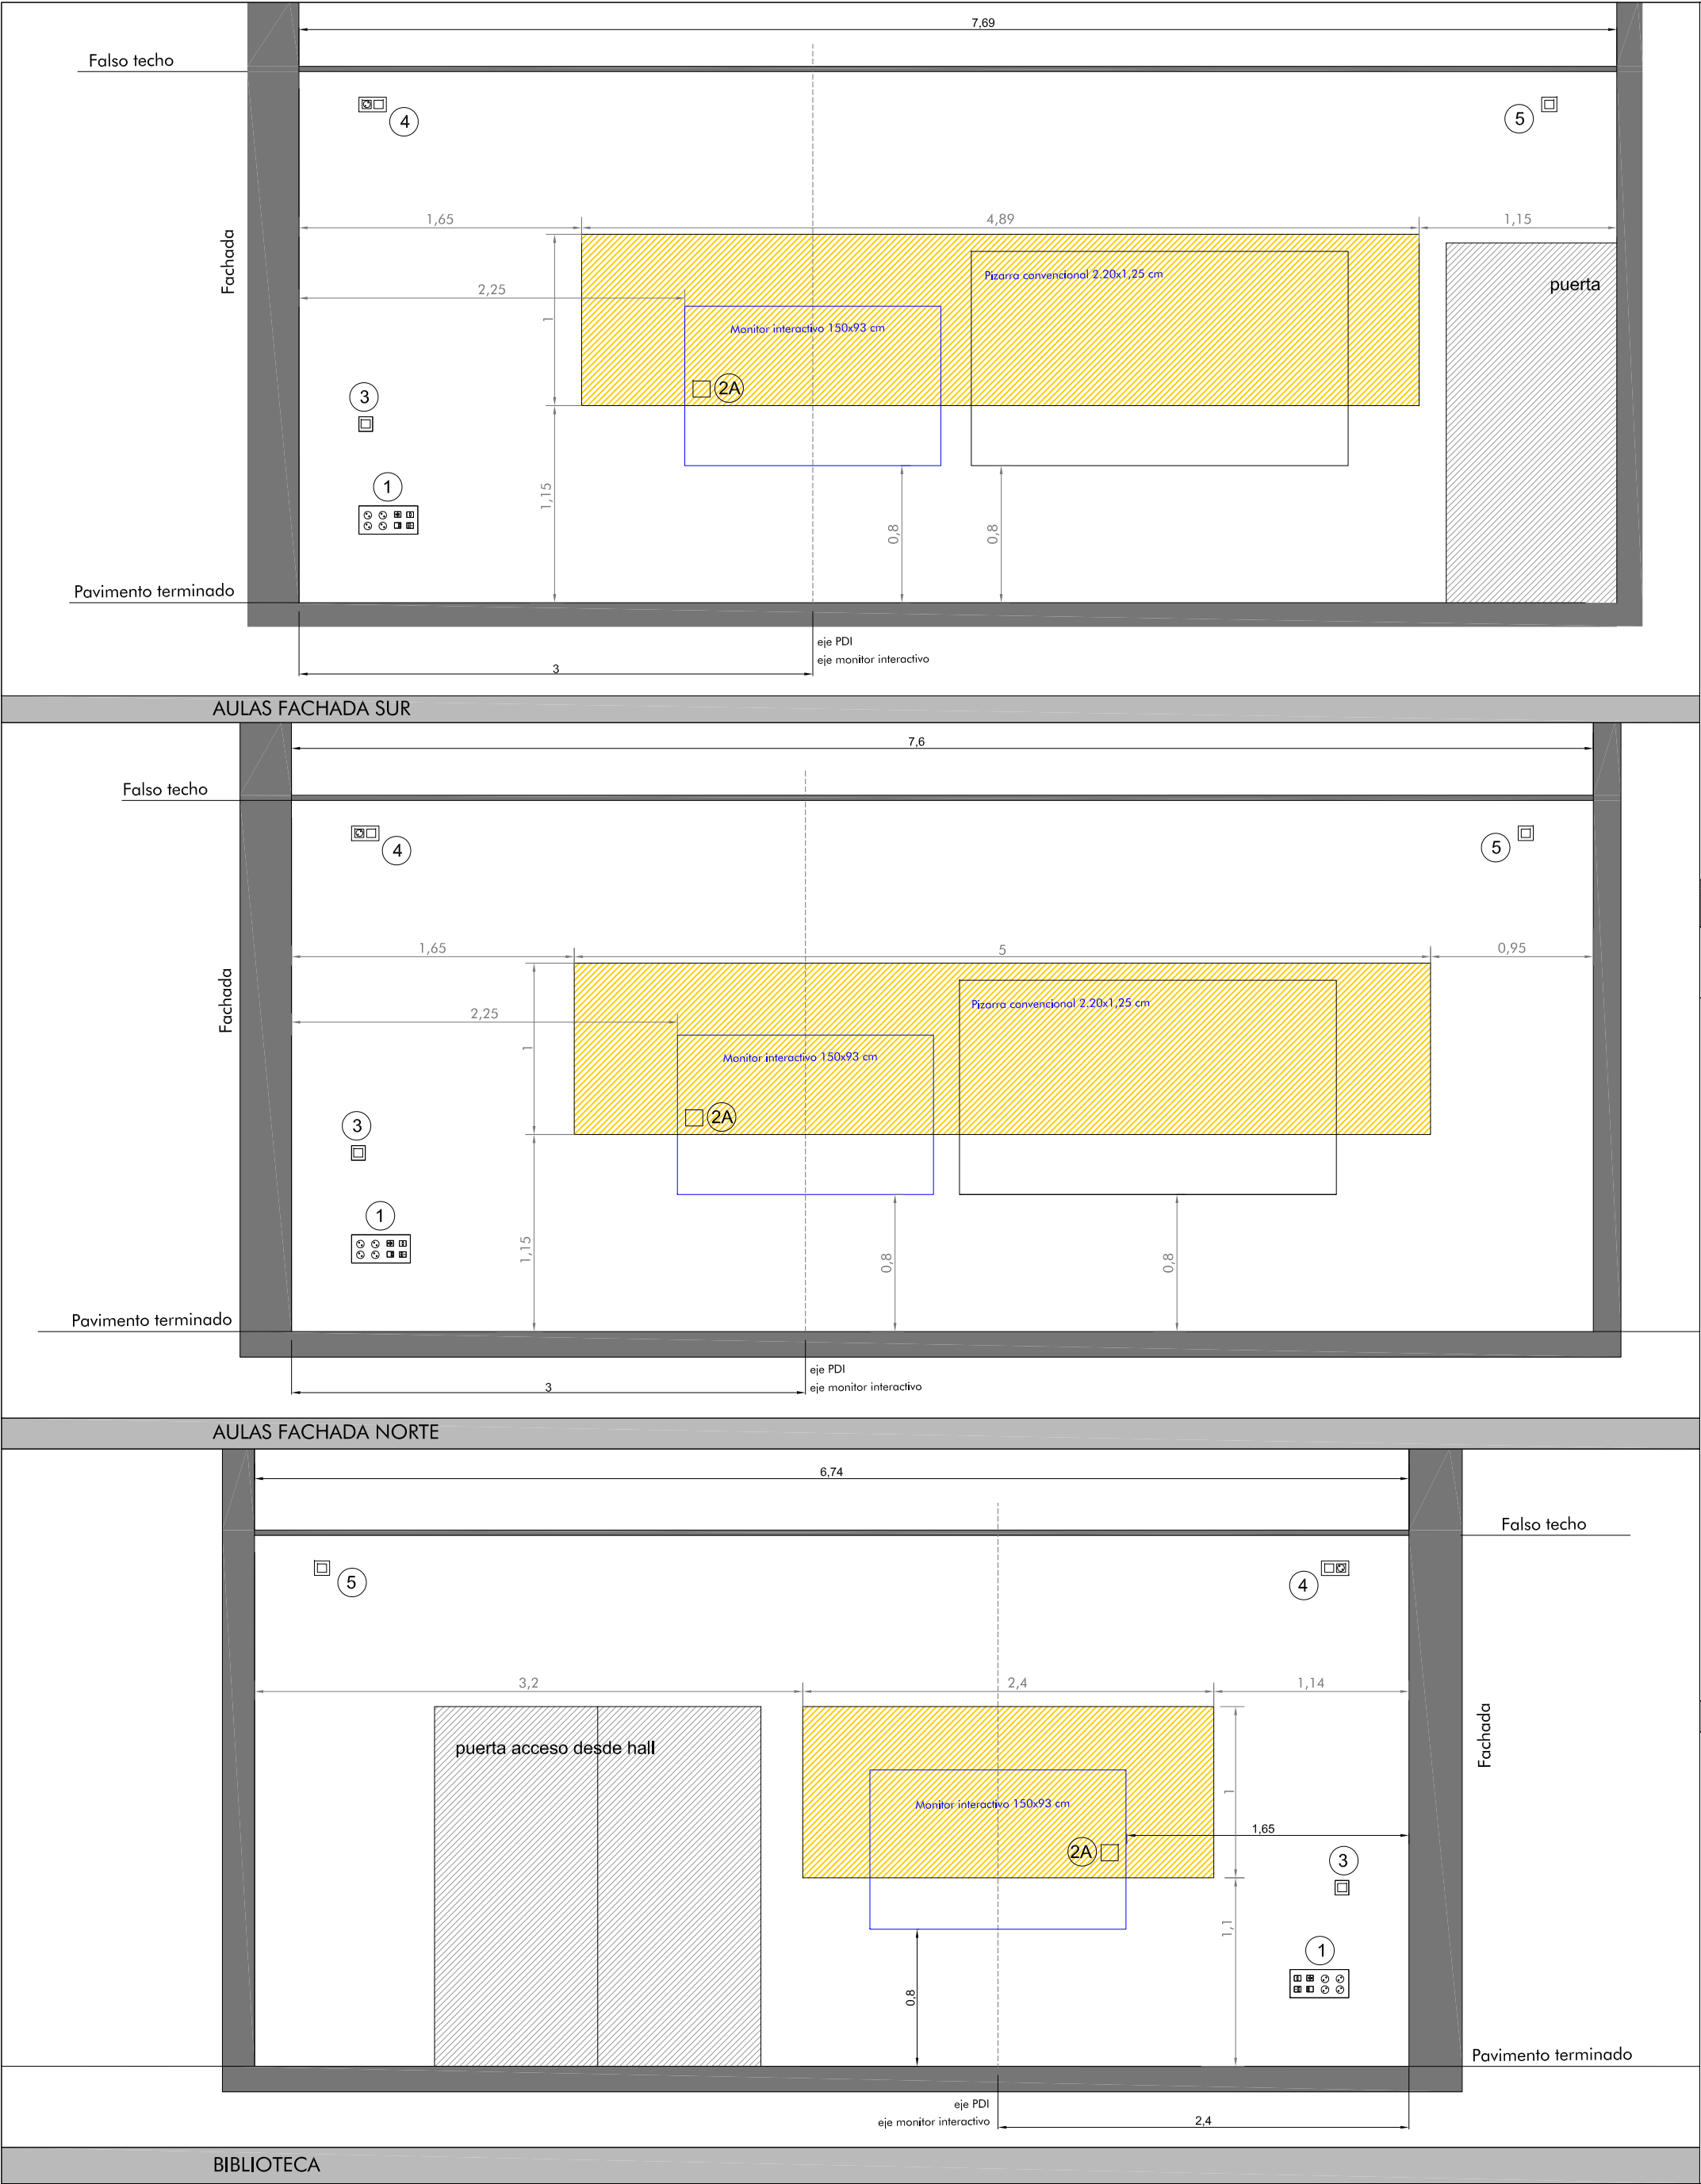 7,69
Falso techo
4
5
1,65
4,89
1,15
Fachada
Pizarra convencional 2.20x1,25 cm
puerta
2,25
1
Monitor interactivo 150x93 cm
2A
3
1
1,15
0,8
0,8
Pavimento terminado
eje PDI
eje monitor interactivo
3
AULAS FACHADA SUR
7,6
Falso techo
4
5
1,65
5
0,95
Fachada
Pizarra convencional 2.20x1,25 cm
2,25
1
Monitor interactivo 150x93 cm
2A
3
1
1,15
0,8
0,8
Pavimento terminado
eje PDI
eje monitor interactivo
3
AULAS FACHADA NORTE
6,74
Falso techo
5
4
3,2
2,4
1,14
Fachada
puerta acceso desde hall
1
Monitor interactivo 150x93 cm
1,65
2A
3
1,1
1
0,8
Pavimento terminado
eje PDI
eje monitor interactivo
2,4
BIBLIOTECA